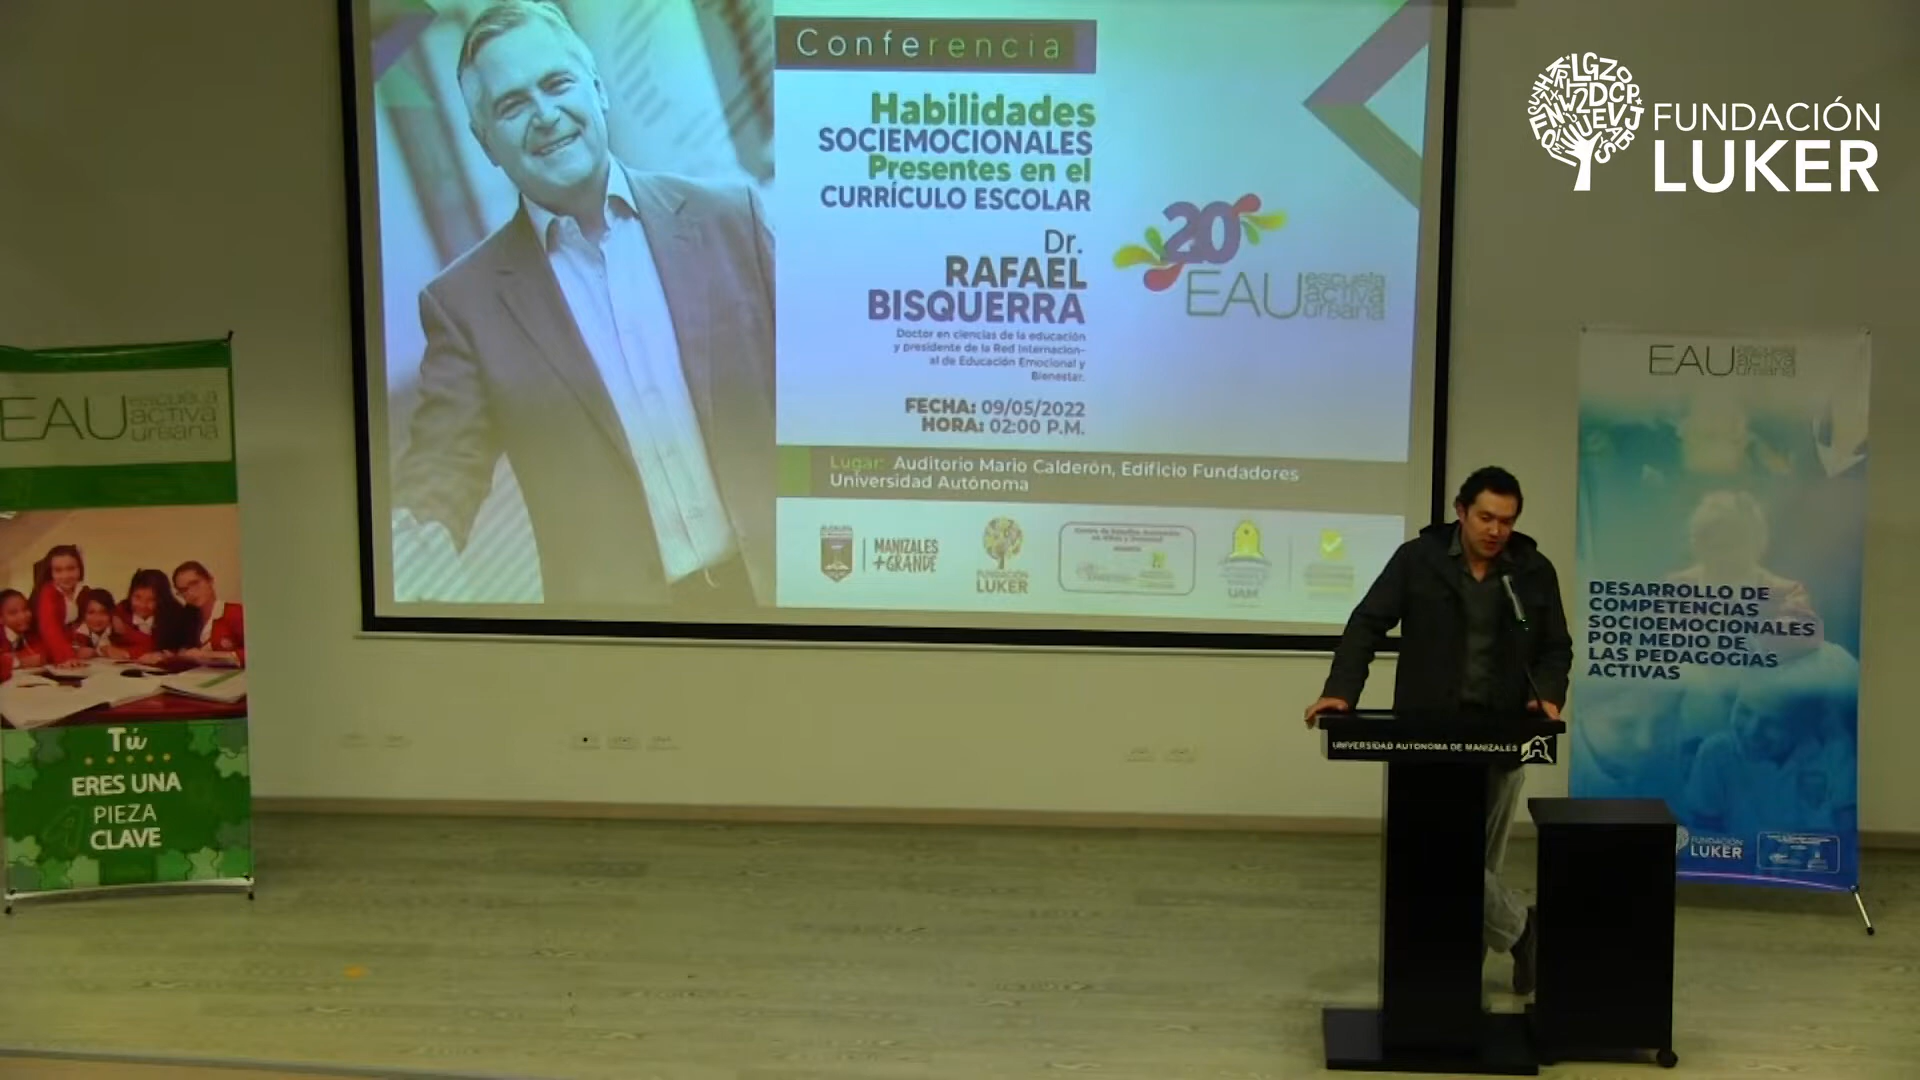 Conferencia
Habilidades
SOCIEMOCIONALES
Presentes en el
CURRÍCULO ESCOLAR
Dr.
RAFAEL
BISQUERRA
Doctor en ciencias de la educación
y presidente de la Red Internacion-
al de Educación Emocional y
Bienestar.
FECHA: 09/05/2022
HORA: 02:00 P.M.
Lugar: Auditorio Mario Calderón, Edificio Fundadores
Universidad Autónoma
MANIZALES
+GRANDE
FUNDACIÓN
LUKER
UAM
20
EAU escuela
activa
urbana
FUNDACIÓN
LUKER
EAU escuela
activa
urbana
Tú
ERES UNA
PIEZA
CLAVE
EAU escuela
activa
urbana
DESARROLLO DE
COMPETENCIAS
SOCIOEMOCIONALES
POR MEDIO DE
LAS PEDAGOGÍAS
ACTIVAS
FUNDACIÓN
LUKER
UNIVERSIDAD AUTÓNOMA DE MANIZALES